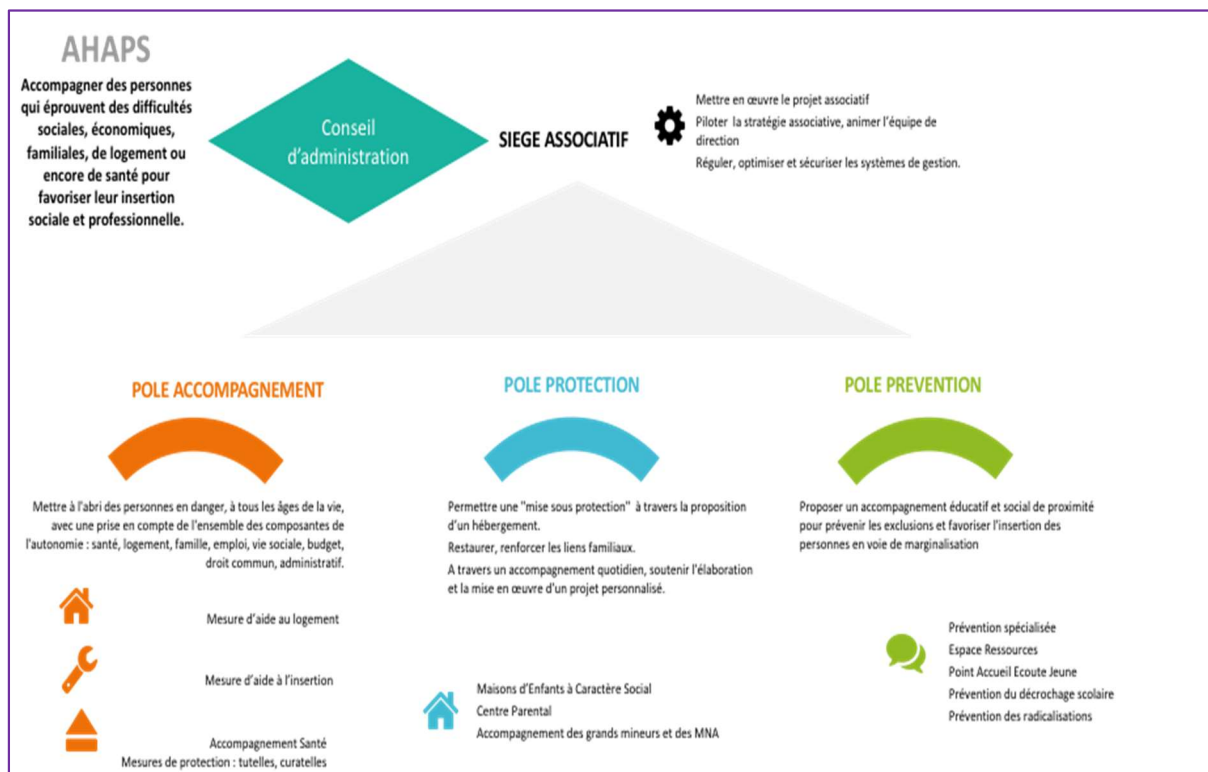 AHAPS
Accompagner des personnes
qui éprouvent des difficultés
sociales, économiques,
familiales, de logement ou
encore de santé pour
favoriser leur insertion
sociale et professionnelle.
Conseil
d'administration
SIEGE ASSOCIATIF
Mettre en œuvre le projet associatif
Piloter la stratégie associative, animer l'équipe de
direction
Réguler, optimiser et sécuriser les systèmes de gestion.
POLE ACCOMPAGNEMENT
Mettre à l'abri des personnes en danger, à tous les âges de la vie,
avec une prise en compte de l'ensemble des composantes de
l'autonomie : santé, logement, famille, emploi, vie sociale, budget,
droit commun, administratif.
Mesure d'aide au logement
Mesure d'aide à l'insertion
Accompagnement Santé
Mesures de protection : tutelles, curatelles
POLE PROTECTION
Permettre une "mise sous protection" à travers la proposition
d'un hébergement.
Restaurer, renforcer les liens familiaux.
A travers un accompagnement quotidien, soutenir l'élaboration
et la mise en œuvre d'un projet personnalisé.
Maisons d'Enfants à Caractère Social
Centre Parental
Accompagnement des grands mineurs et des MNA
POLE PREVENTION
Proposer un accompagnement éducatif et social de proximité
pour prévenir les exclusions et favoriser l'insertion des
personnes en voie de marginalisation
Prévention spécialisée
Espace Ressources
Point Accueil Ecoute Jeune
Prévention du décrochage scolaire
Prévention des radicalisations